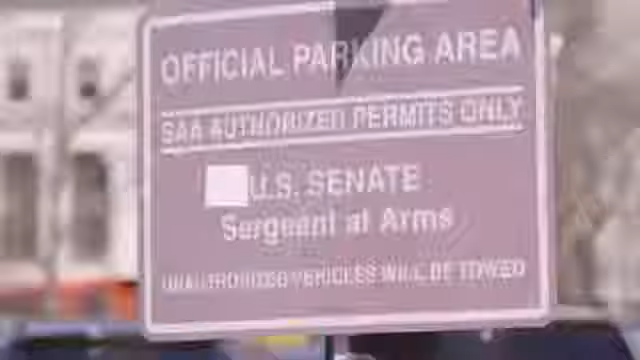 OFFICIAL PARKING AREA
SAA AUTHORIZED PERMITS ONLY
U.S. SENATE
Sergeant at Arms
UNAUTHORIZED VEHICLES WILL BE TOWED